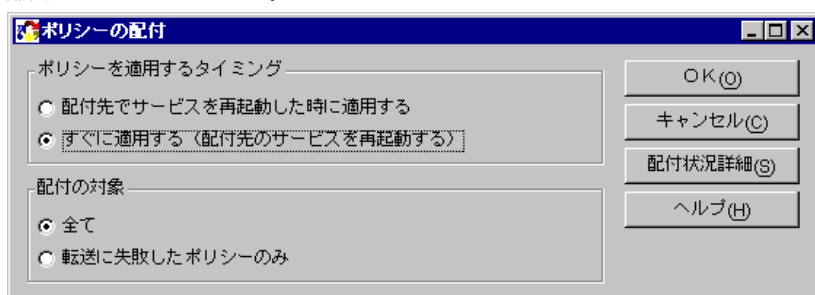 ポリシーの配付
ポリシーを適用するタイミング
配付先でサービスを再起動した時に適用する
すぐに適用する（配付先のサービスを再起動する）
配付の対象
全て
転送に失敗したポリシーのみ
OK(O)
キャンセル(C)
配付状況詳細(S)
ヘルプ(H)